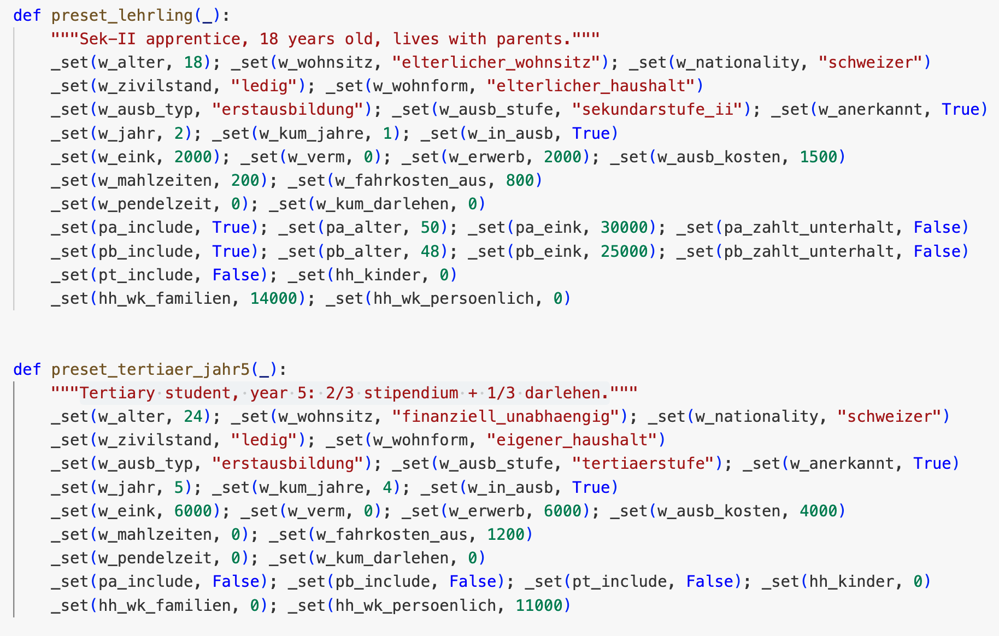 def preset_lehrling(_):
    """Sek-II apprentice, 18 years old, lives with parents."""
    _set(w_alter, 18); _set(w_wohnsitz, "elterlicher_wohnsitz"); _set(w_nationality, "schweizer")
    _set(w_zivilstand, "ledig"); _set(w_wohnform, "elterlicher_haushalt")
    _set(w_ausb_typ, "erstausbildung"); _set(w_ausb_stufe, "sekundarstufe_ii"); _set(w_anerkannt, True)
    _set(w_jahr, 2); _set(w_kum_jahre, 1); _set(w_in_ausb, True)
    _set(w_eink, 2000); _set(w_verm, 0); _set(w_erwerb, 2000); _set(w_ausb_kosten, 1500)
    _set(w_mahlzeiten, 200); _set(w_fahrkosten_aus, 800)
    _set(w_pendelzeit, 0); _set(w_kum_darlehen, 0)
    _set(pa_include, True); _set(pa_alter, 50); _set(pa_eink, 30000); _set(pa_zahlt_unterhalt, False)
    _set(pb_include, True); _set(pb_alter, 48); _set(pb_eink, 25000); _set(pb_zahlt_unterhalt, False)
    _set(pt_include, False); _set(hh_kinder, 0)
    _set(hh_wk_familien, 14000); _set(hh_wk_persoenlich, 0)
def preset_tertiaer_jahr5(_):
    """Tertiary student, year 5: 2/3 stipendium + 1/3 darlehen."""
    _set(w_alter, 24); _set(w_wohnsitz, "finanziell_unabhaengig"); _set(w_nationality, "schweizer")
    _set(w_zivilstand, "ledig"); _set(w_wohnform, "eigener_haushalt")
    _set(w_ausb_typ, "erstausbildung"); _set(w_ausb_stufe, "tertiaerstufe"); _set(w_anerkannt, True)
    _set(w_jahr, 5); _set(w_kum_jahre, 4); _set(w_in_ausb, True)
    _set(w_eink, 6000); _set(w_verm, 0); _set(w_erwerb, 6000); _set(w_ausb_kosten, 4000)
    _set(w_mahlzeiten, 0); _set(w_fahrkosten_aus, 1200)
    _set(w_pendelzeit, 0); _set(w_kum_darlehen, 0)
    _set(pa_include, False); _set(pb_include, False); _set(pt_include, False); _set(hh_kinder, 0)
    _set(hh_wk_familien, 0); _set(hh_wk_persoenlich, 11000)